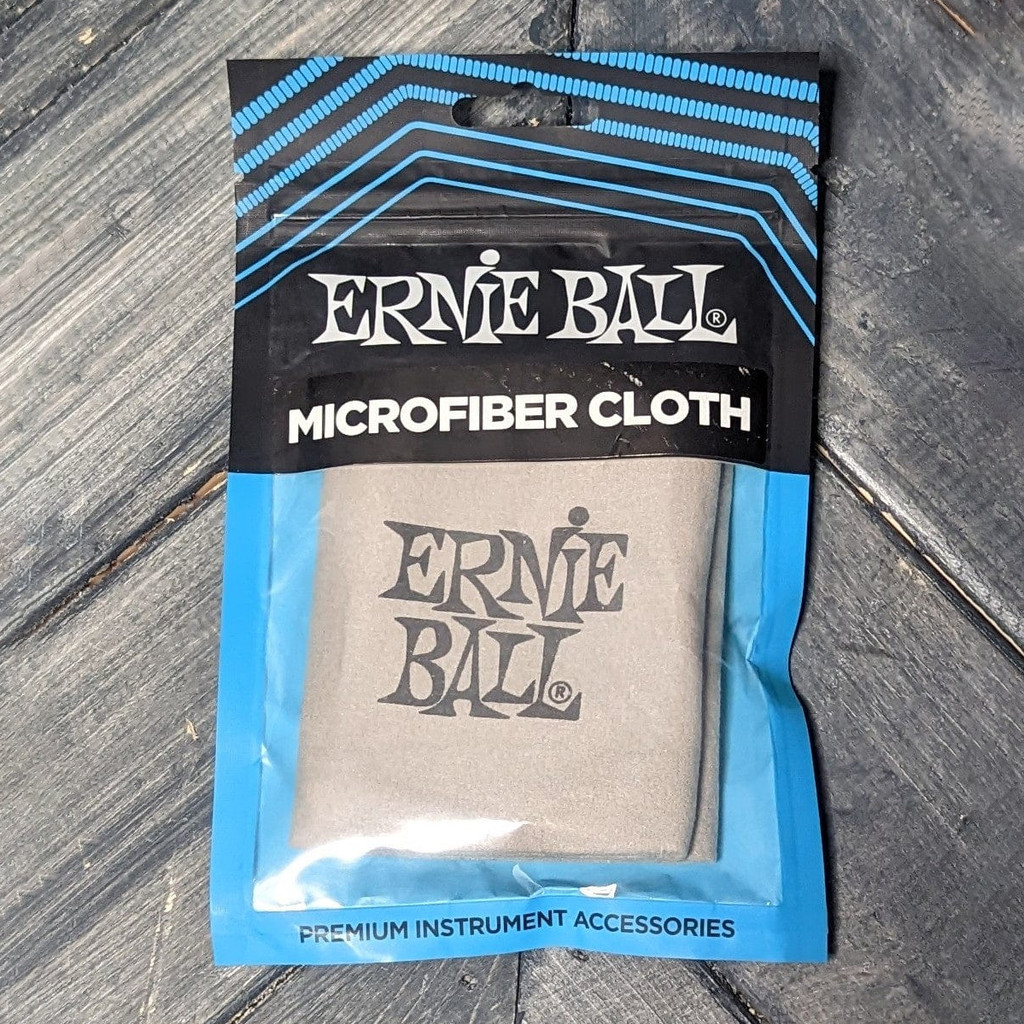 ERNIE BALL®
MICROFIBER CLOTH
ERNIE
BALL®
PREMIUM INSTRUMENT ACCESSORIES